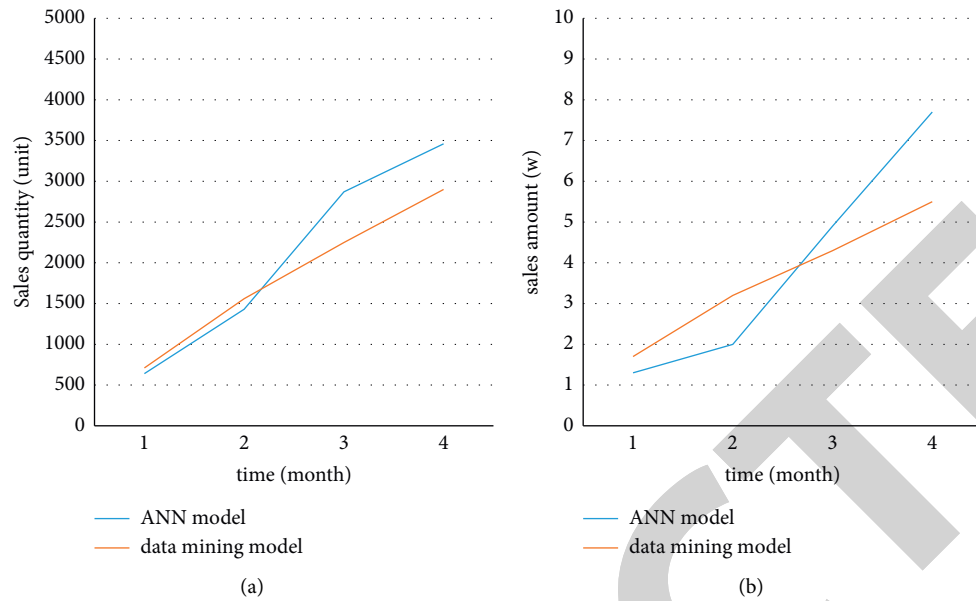 5000
4500
4000
3500
3000
2500
2000
1500
1000
500
0
Sales quantity (unit)
1 2 3 4
time (month)
ANN model
data mining model
(a)
10
9
8
7
6
5
4
3
2
1
0
sales amount (w)
1 2 3 4
time (month)
ANN model
data mining model
(b)